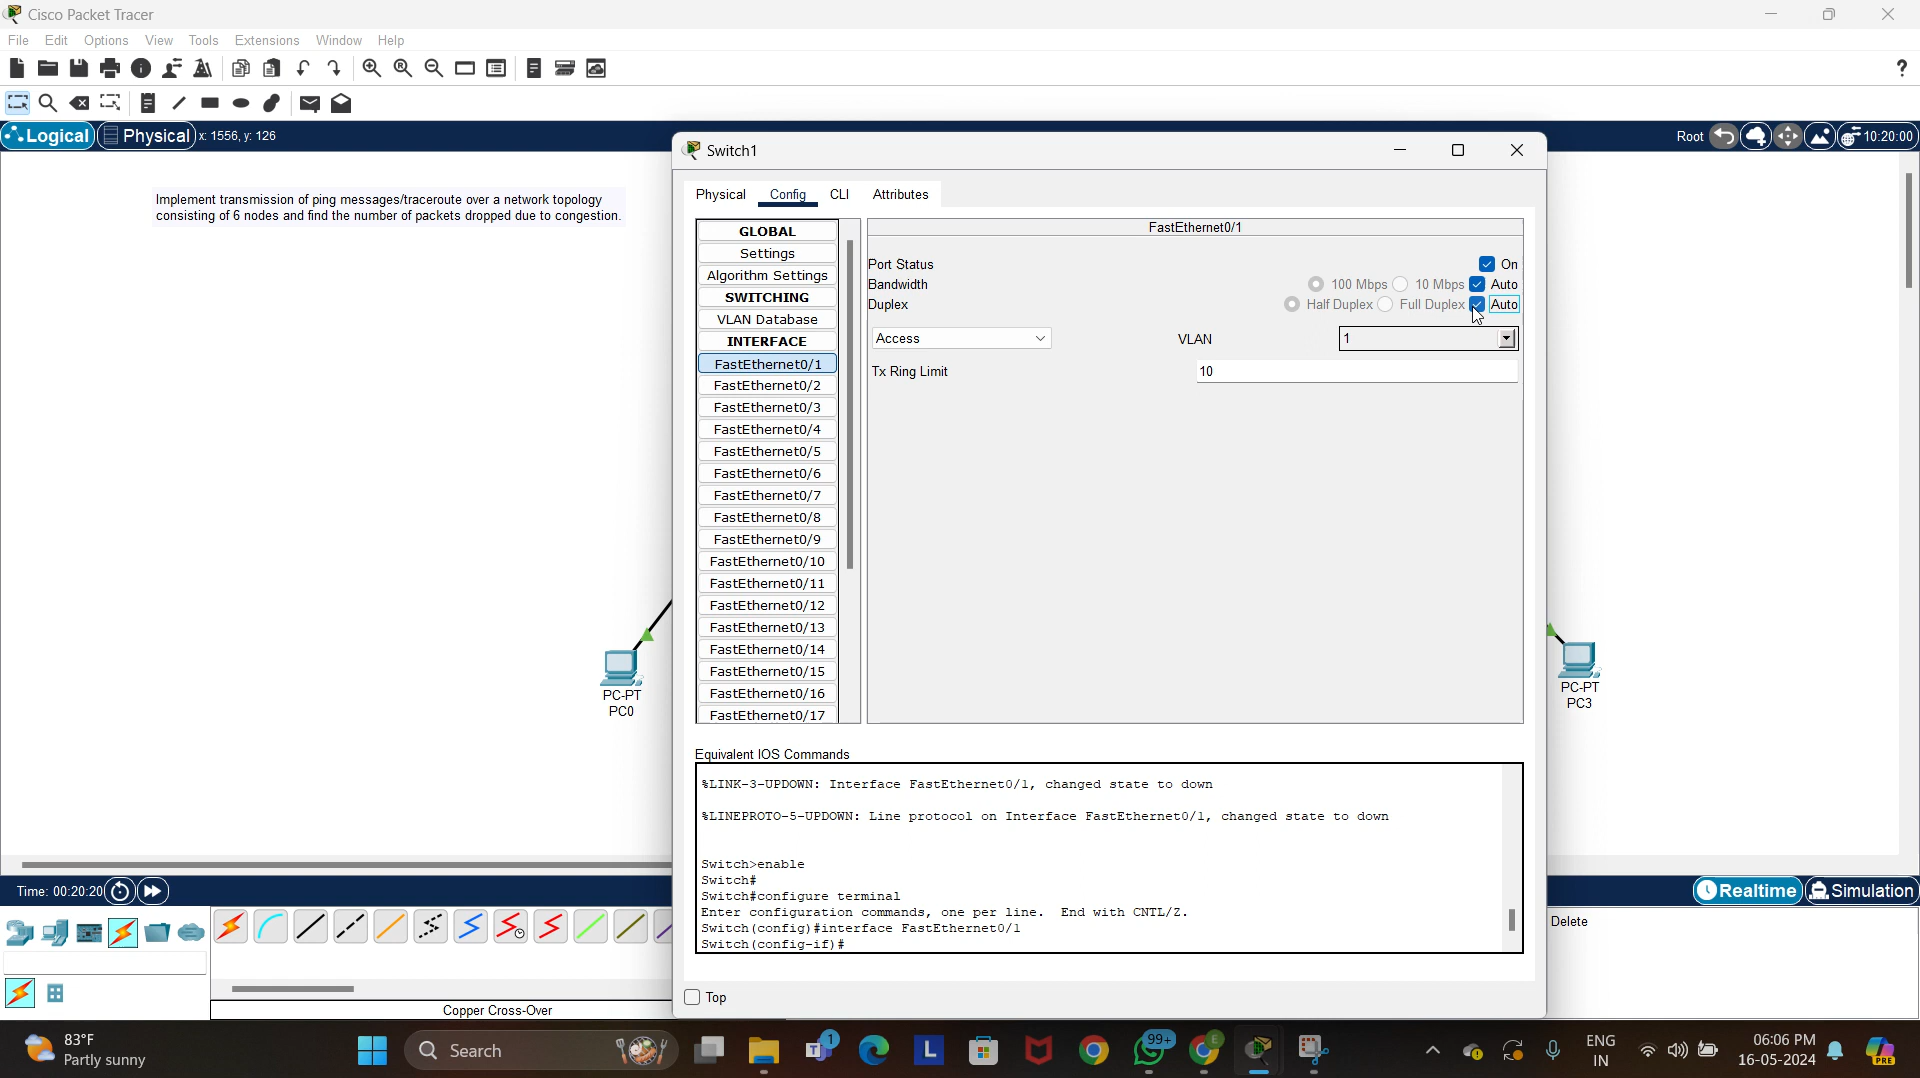 Cisco Packet Tracer
File Edit Options View Tools Extensions Window Help
Logical Physical x: 1556, y: 126
Root 10:20:00
Implement transmission of ping messages/traceroute over a network topology
consisting of 6 nodes and find the number of packets dropped due to congestion.
Switch1
Physical Config CLI Attributes
GLOBAL
Settings
Algorithm Settings
SWITCHING
VLAN Database
INTERFACE
FastEthernet0/1
FastEthernet0/2
FastEthernet0/3
FastEthernet0/4
FastEthernet0/5
FastEthernet0/6
FastEthernet0/7
FastEthernet0/8
FastEthernet0/9
FastEthernet0/10
FastEthernet0/11
FastEthernet0/12
FastEthernet0/13
FastEthernet0/14
FastEthernet0/15
FastEthernet0/16
FastEthernet0/17
FastEthernet0/1
Port Status On
Bandwidth 100 Mbps 10 Mbps Auto
Duplex Half Duplex Full Duplex Auto
Access VLAN 1
Tx Ring Limit 10
PC-PT
PC0
PC-PT
PC3
Equivalent IOS Commands
%LINK-3-UPDOWN: Interface FastEthernet0/1, changed state to down
%LINEPROTO-5-UPDOWN: Line protocol on Interface FastEthernet0/1, changed state to down
Switch>enable
Switch#
Switch#configure terminal
Enter configuration commands, one per line. End with CNTL/Z.
Switch(config)#interface FastEthernet0/1
Switch(config-if)#
Top
Time: 00:20:20
Realtime Simulation
Delete
Copper Cross-Over
83°F
Partly sunny
Search
1
99+
E
ENG
IN
06:06 PM
16-05-2024
PRE